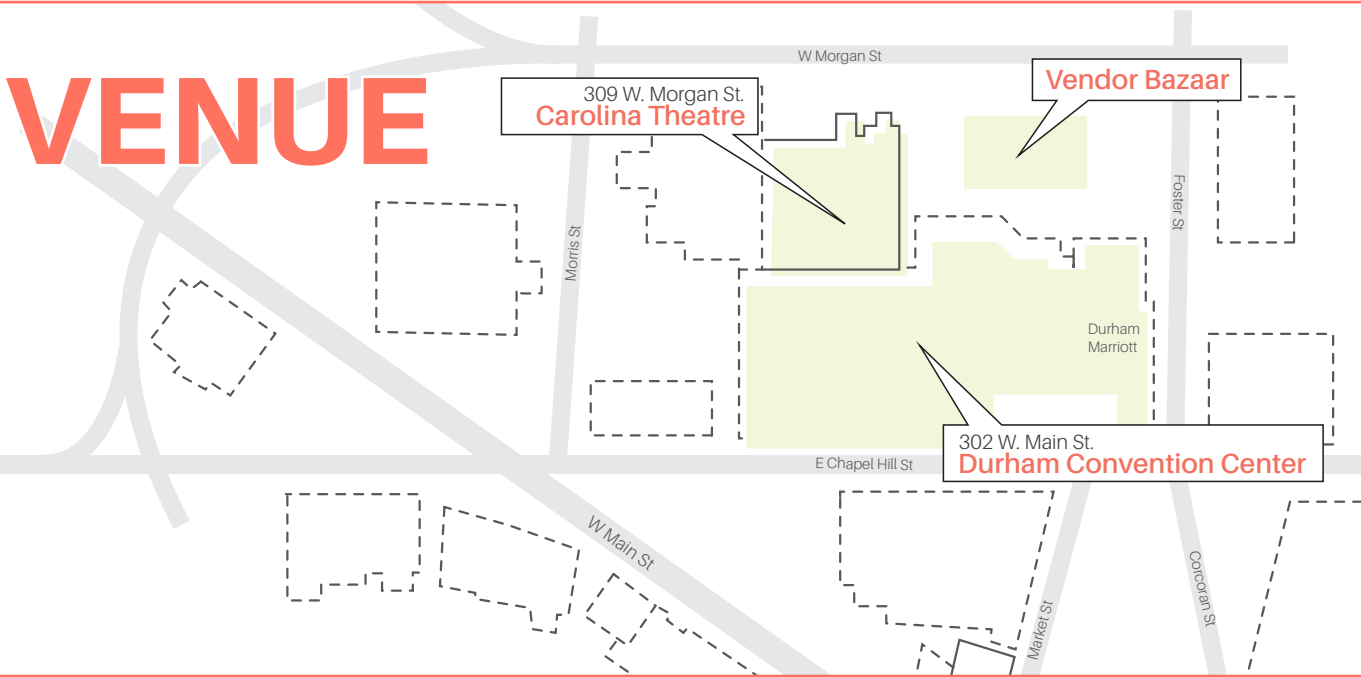 VENUE
W Morgan St
309 W. Morgan St.
Carolina Theatre
Vendor Bazaar
Morris St
Foster St
Durham
Marriott
E Chapel Hill St
302 W. Main St.
Durham Convention Center
W Main St
Market St
Corcoran St